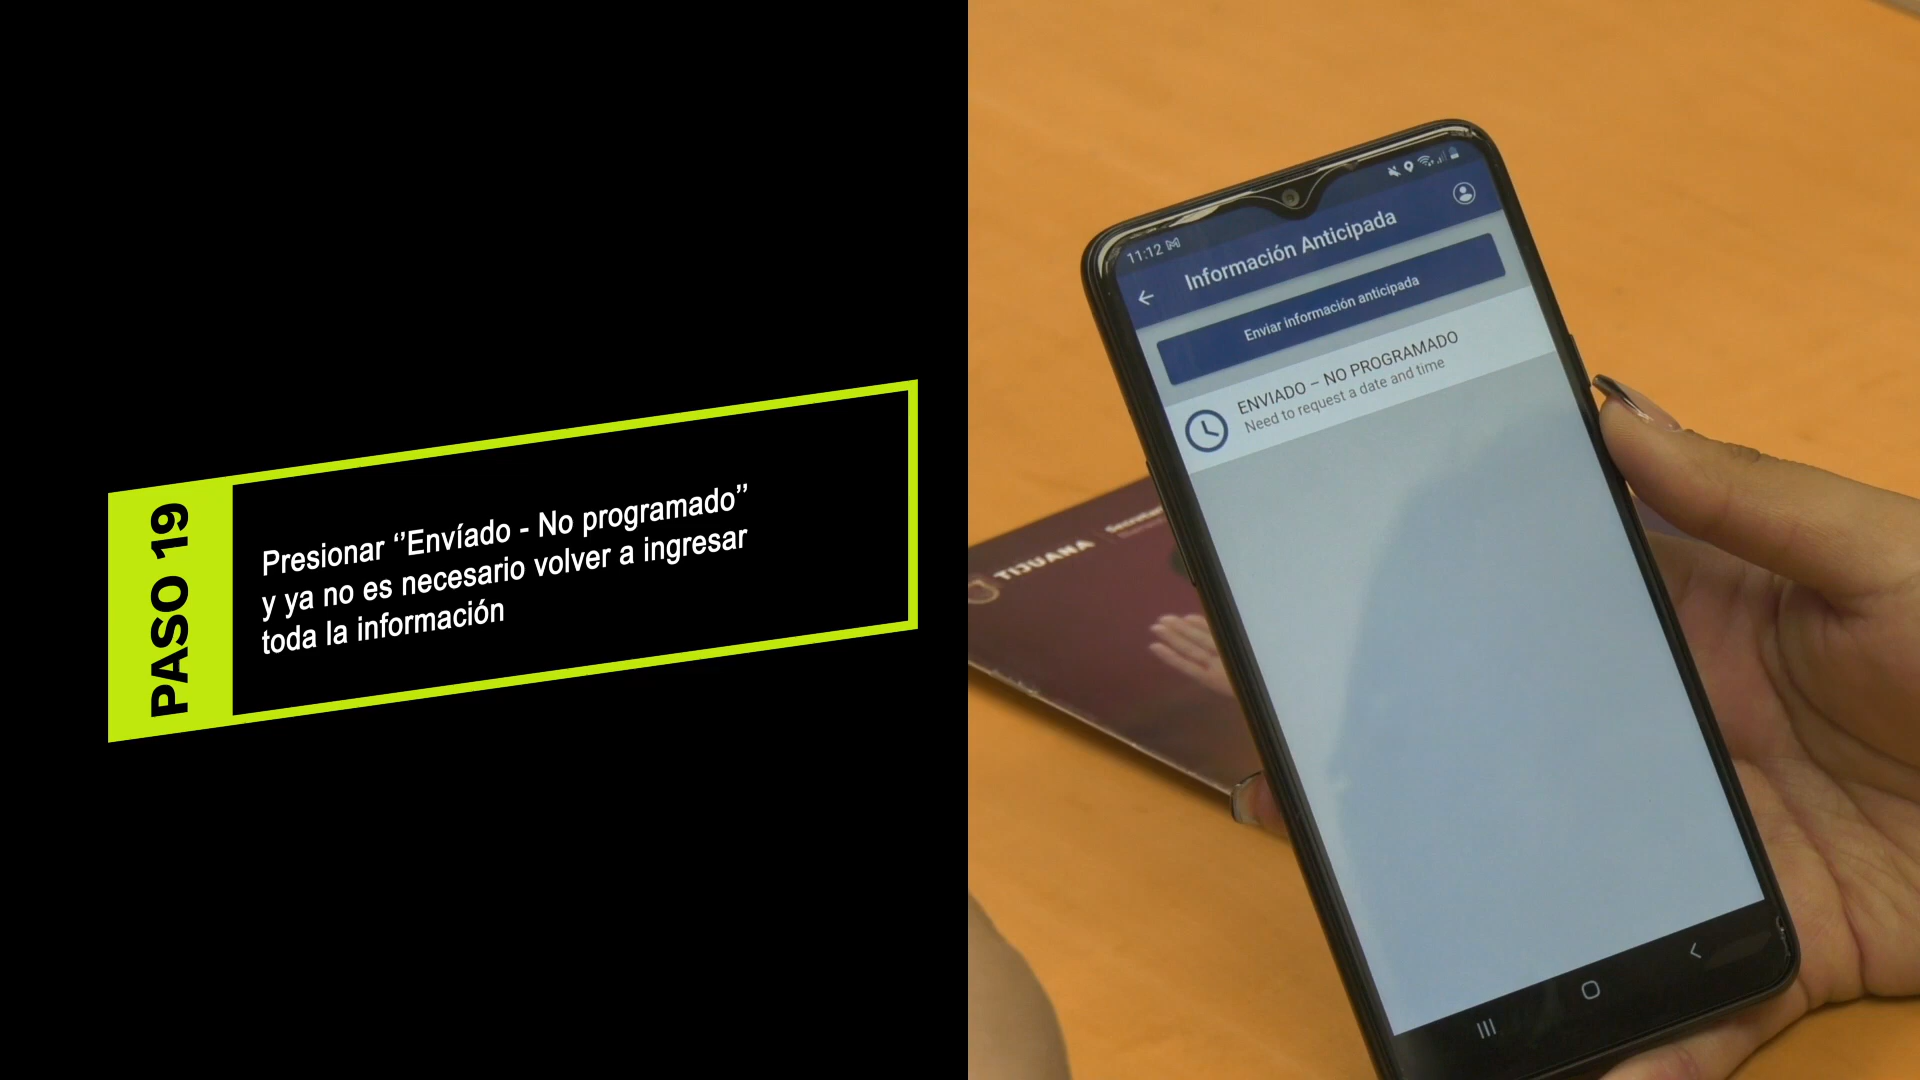 PASO 19
Presionar ‘’Envíado - No programado’’
y ya no es necesario volver a ingresar
toda la información
11:12
Información Anticipada
Enviar información anticipada
ENVIADO – NO PROGRAMADO
Need to request a date and time
TIJUANA